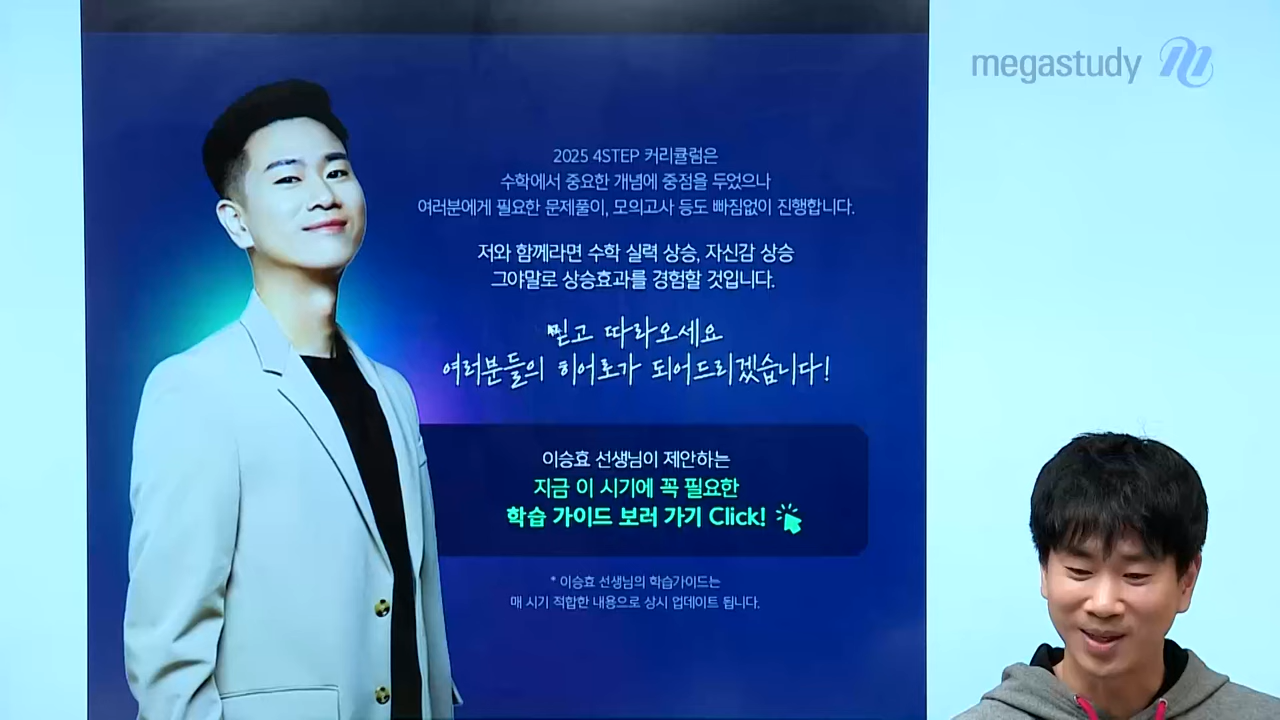 megastudy
2025 4STEP 커리큘럼은
수학에서 중요한 개념에 중점을 두었으나
여러분에게 필요한 문제풀이, 모의고사 등도 빠짐없이 진행합니다.
저와 함께라면 수학 실력 상승, 자신감 상승
그야말로 상승효과를 경험할 것입니다.
믿고 따라오세요
여러분들의 히어로가 되어드리겠습니다!
이승효 선생님이 제안하는
지금 이 시기에 꼭 필요한
학습 가이드 보러 가기 Click!
* 이승효 선생님의 학습가이드는
매 시기 적합한 내용으로 상시 업데이트 됩니다.